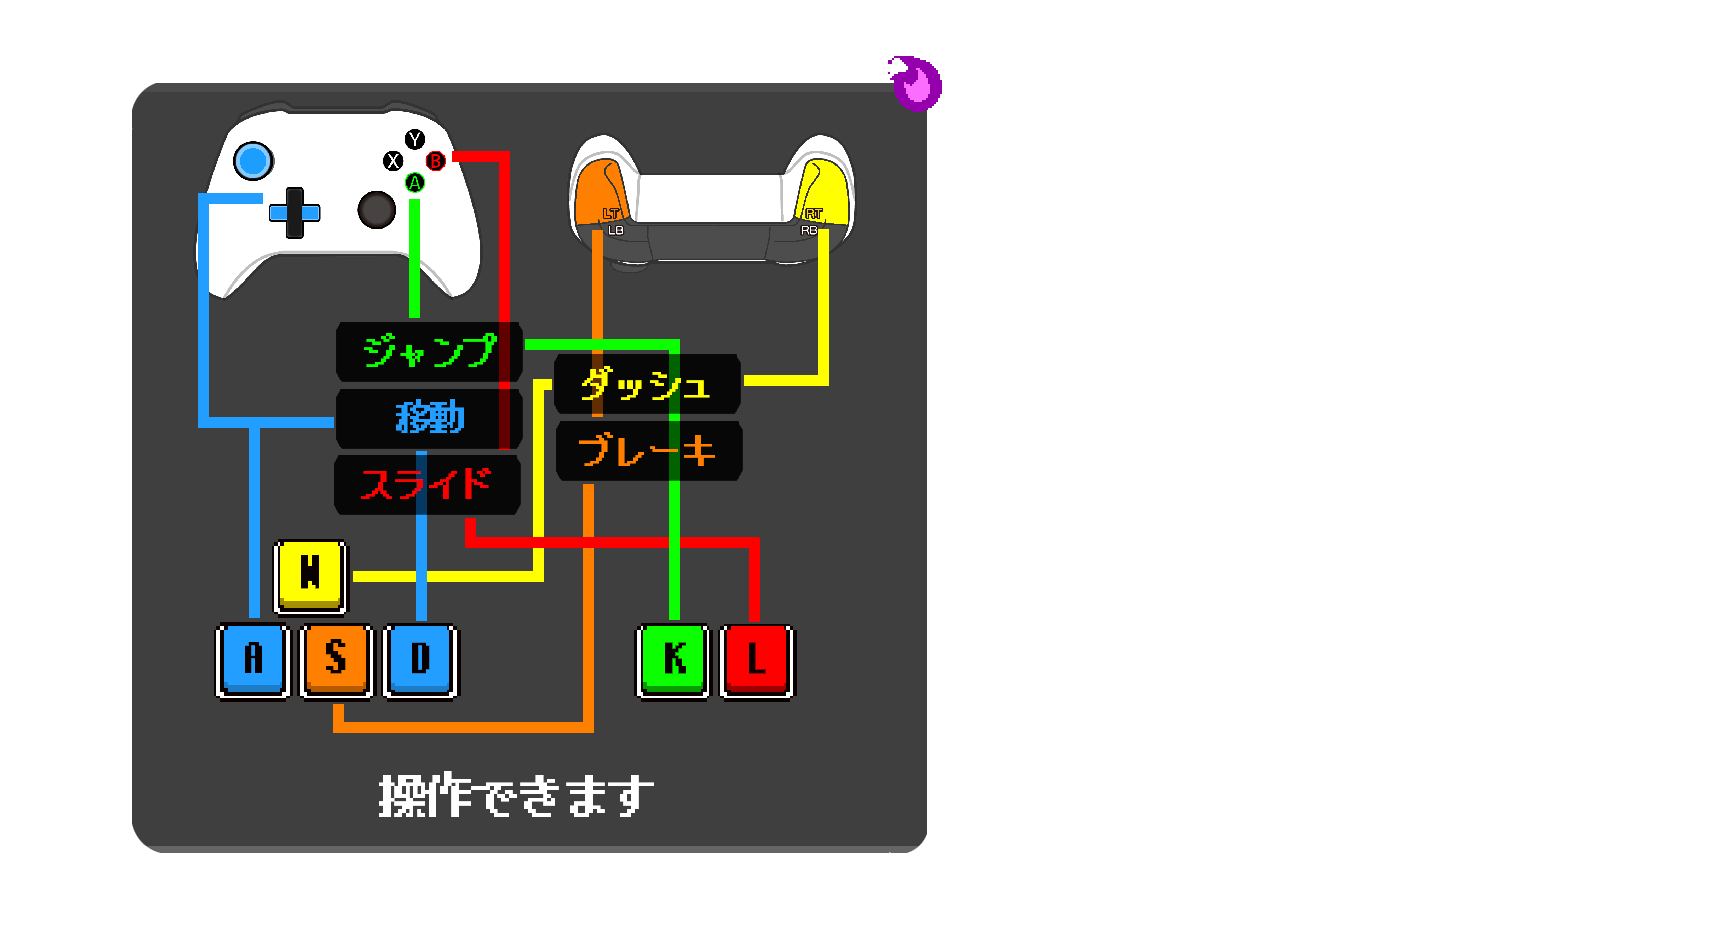 Y
X B
A
LT RT
LB RB
ジャンプ
ダッシュ
移動
ブレーキ
スライド
W
A S D K L
操作できます